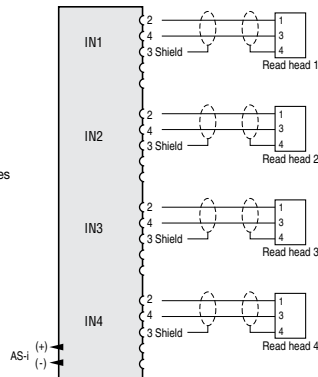 IN1
2
4
3 Shield
1
3
4
Read head 1
IN2
2
4
3 Shield
1
3
4
Read head 2
es
IN3
2
4
3 Shield
1
3
4
Read head 3
IN4
2
4
3 Shield
1
3
4
Read head 4
AS-i
(+)
(-)